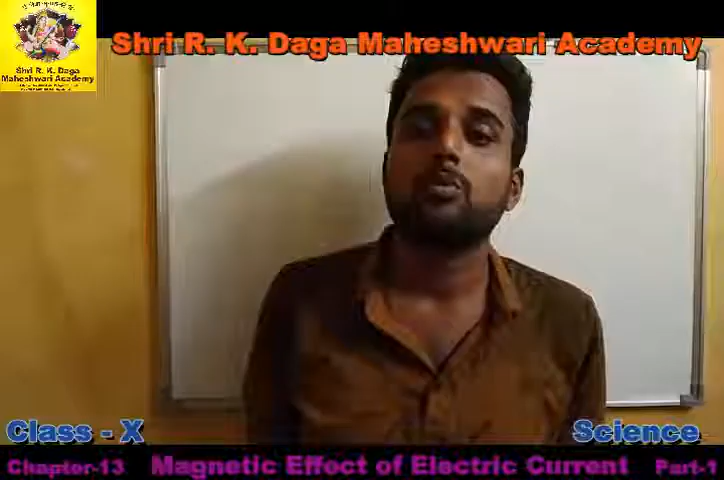 Shri R. K. Daga Maheshwari Academy
Shri R. K. Daga
Maheshwari Academy
Class - X
Science
Chapter-13 Magnetic Effect of Electric Current Part-1